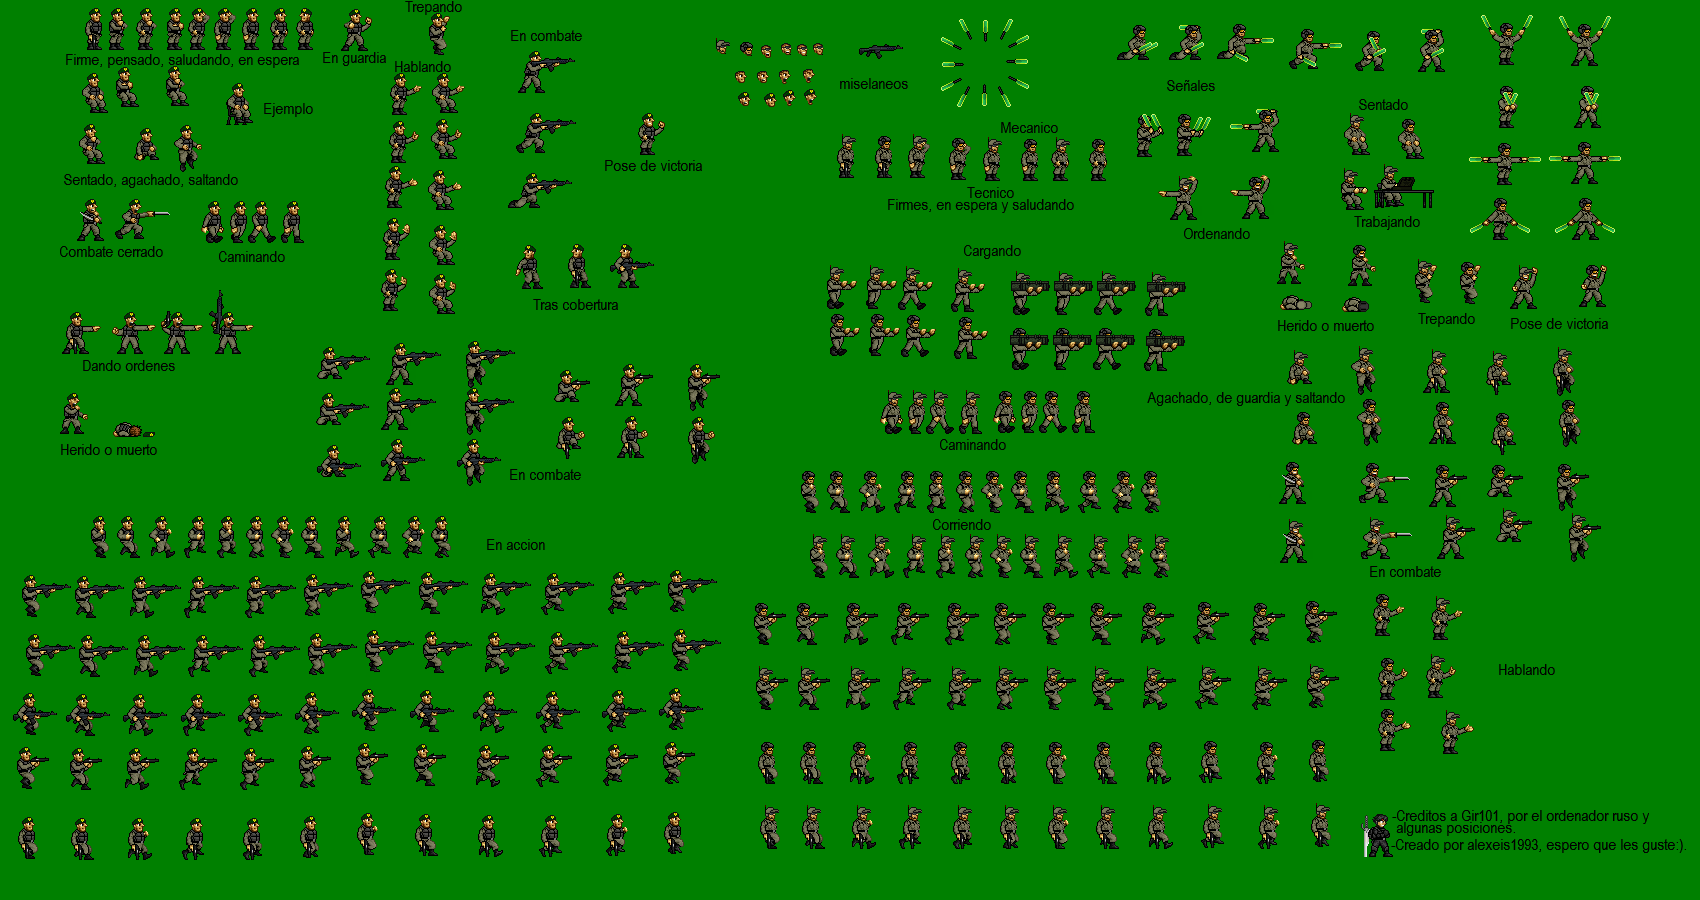 Trepando
En combate
Firme, pensado, saludando, en espera
En guardia
Hablando
Ejemplo
Pose de victoria
Sentado, agachado, saltando
Combate cerrado
Caminando
Tras cobertura
Dando ordenes
Herido o muerto
En combate
En accion
miselaneos
Mecanico
Tecnico
Firmes, en espera y saludando
Señales
Sentado
Ordenando
Trabajando
Cargando
Herido o muerto
Trepando
Pose de victoria
Agachado, de guardia y saltando
Caminando
Corriendo
En combate
Hablando
-Creditos a Gir101, por el ordenador ruso y
algunas posiciones.
-Creado por alexeis1993, espero que les guste:).